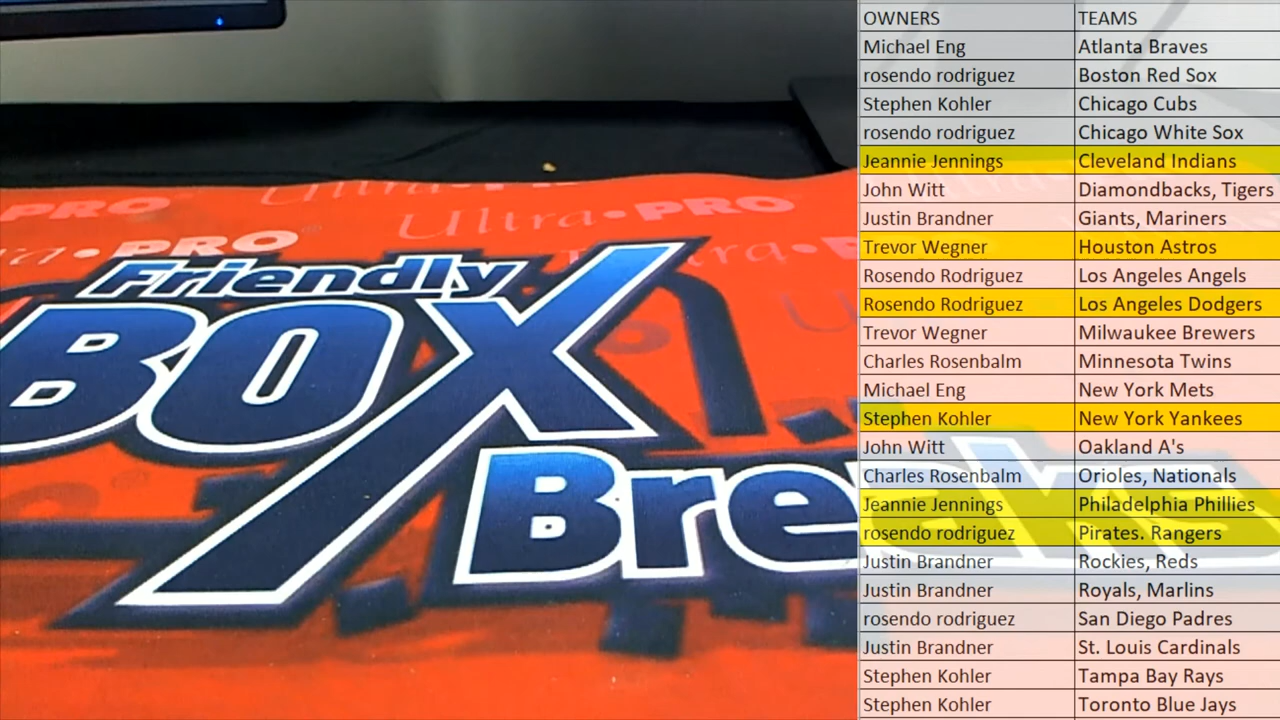 OWNERS TEAMS
Michael Eng Atlanta Braves
rosendo rodriguez Boston Red Sox
Stephen Kohler Chicago Cubs
rosendo rodriguez Chicago White Sox
Jeannie Jennings Cleveland Indians
John Witt Diamondbacks, Tigers
Justin Brandner Giants, Mariners
Trevor Wegner Houston Astros
Rosendo Rodriguez Los Angeles Angels
Rosendo Rodriguez Los Angeles Dodgers
Trevor Wegner Milwaukee Brewers
Charles Rosenbalm Minnesota Twins
Michael Eng New York Mets
Stephen Kohler New York Yankees
John Witt Oakland A's
Charles Rosenbalm Orioles, Nationals
Jeannie Jennings Philadelphia Phillies
rosendo rodriguez Pirates. Rangers
Justin Brandner Rockies, Reds
Justin Brandner Royals, Marlins
rosendo rodriguez San Diego Padres
Justin Brandner St. Louis Cardinals
Stephen Kohler Tampa Bay Rays
Stephen Kohler Toronto Blue Jays
Ultra•PRO
Friendly
BOX
Bre